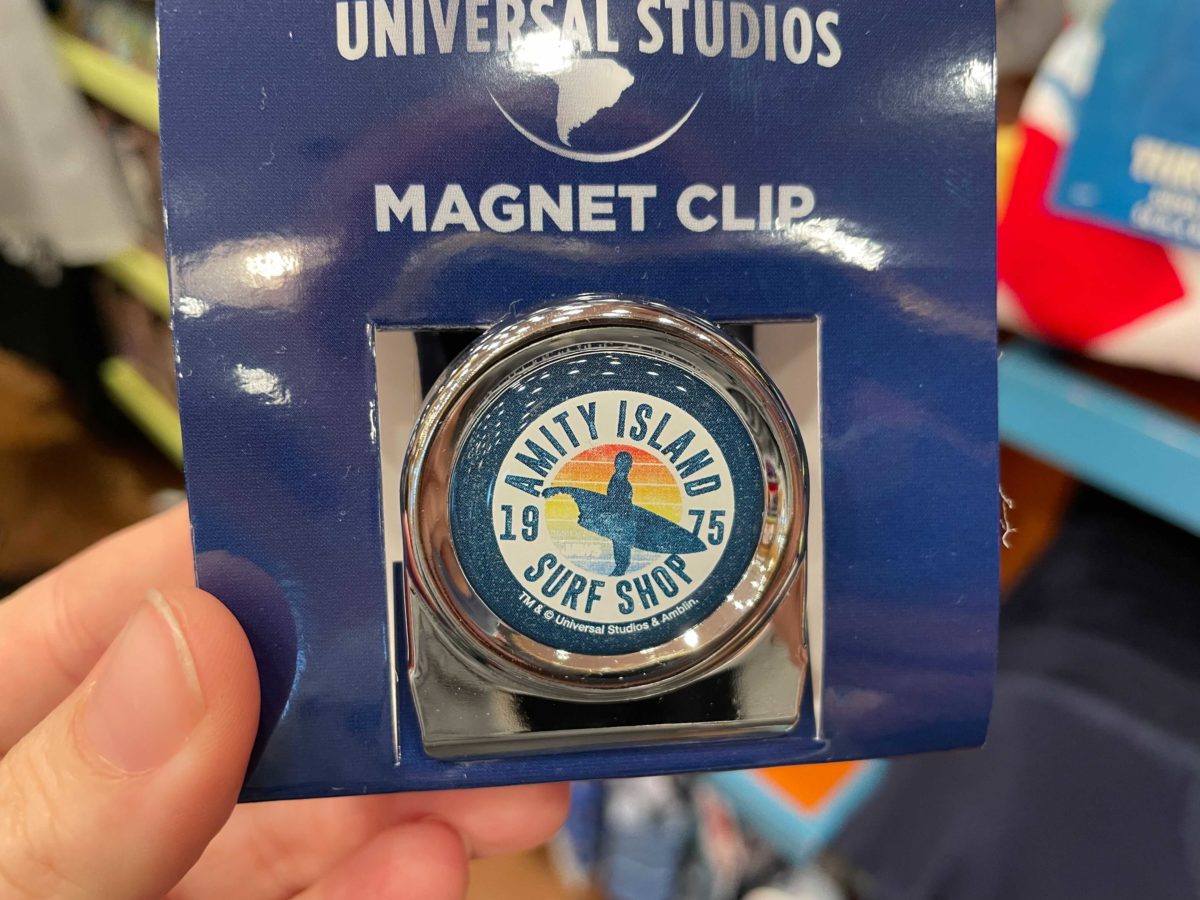 UNIVERSAL STUDIOS
MAGNET CLIP
AMITY ISLAND
19 75
SURF SHOP
TM & © Universal Studios & Amblin.